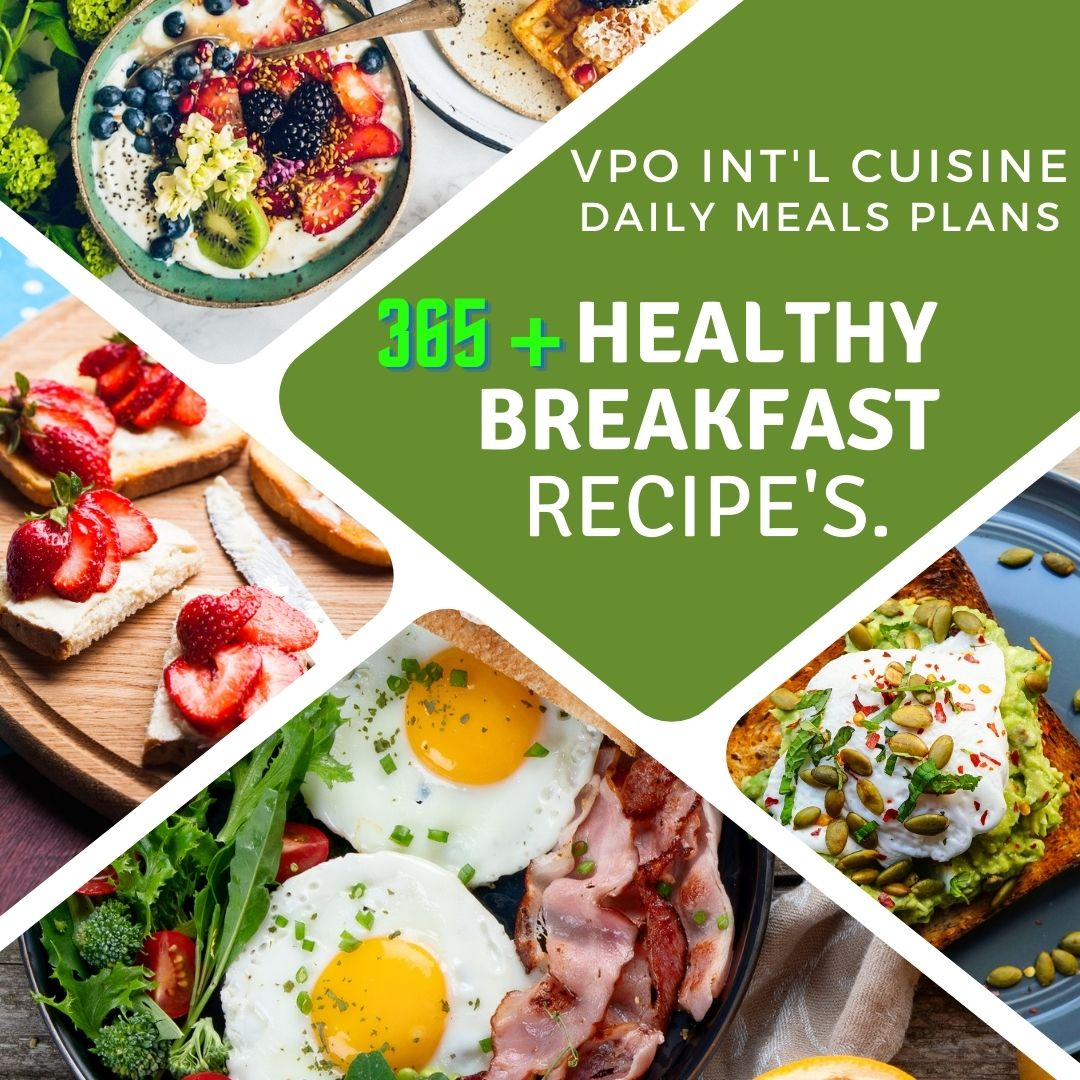 VPO INT'L CUISINE
DAILY MEALS PLANS
365 + HEALTHY
BREAKFAST
RECIPE'S.